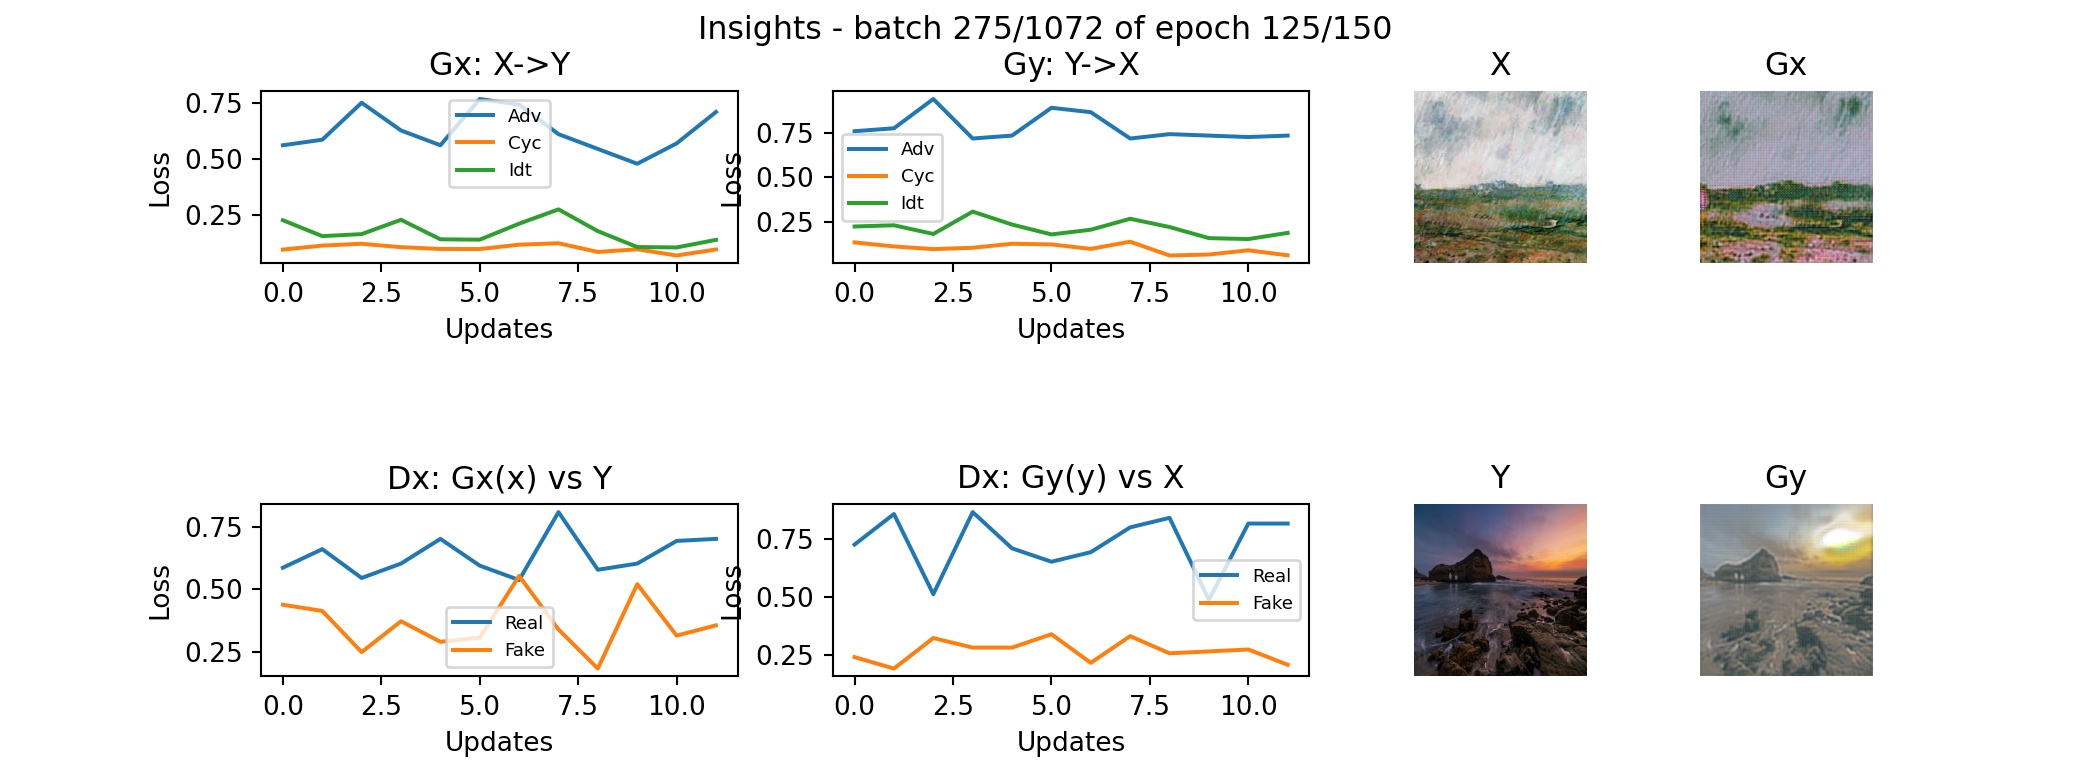 Insights - batch 275/1072 of epoch 125/150
Gx: X->Y
0.75
0.50
0.25
Loss
Adv
Cyc
Idt
0.0 2.5 5.0 7.5 10.0
Updates
Gy: Y->X
0.75
0.50
0.25
Loss
Adv
Cyc
Idt
0.0 2.5 5.0 7.5 10.0
Updates
X
Gx
Dx: Gx(x) vs Y
0.75
0.50
0.25
Loss
Real
Fake
0.0 2.5 5.0 7.5 10.0
Updates
Dx: Gy(y) vs X
0.75
0.50
0.25
Loss
Real
Fake
0.0 2.5 5.0 7.5 10.0
Updates
Y
Gy